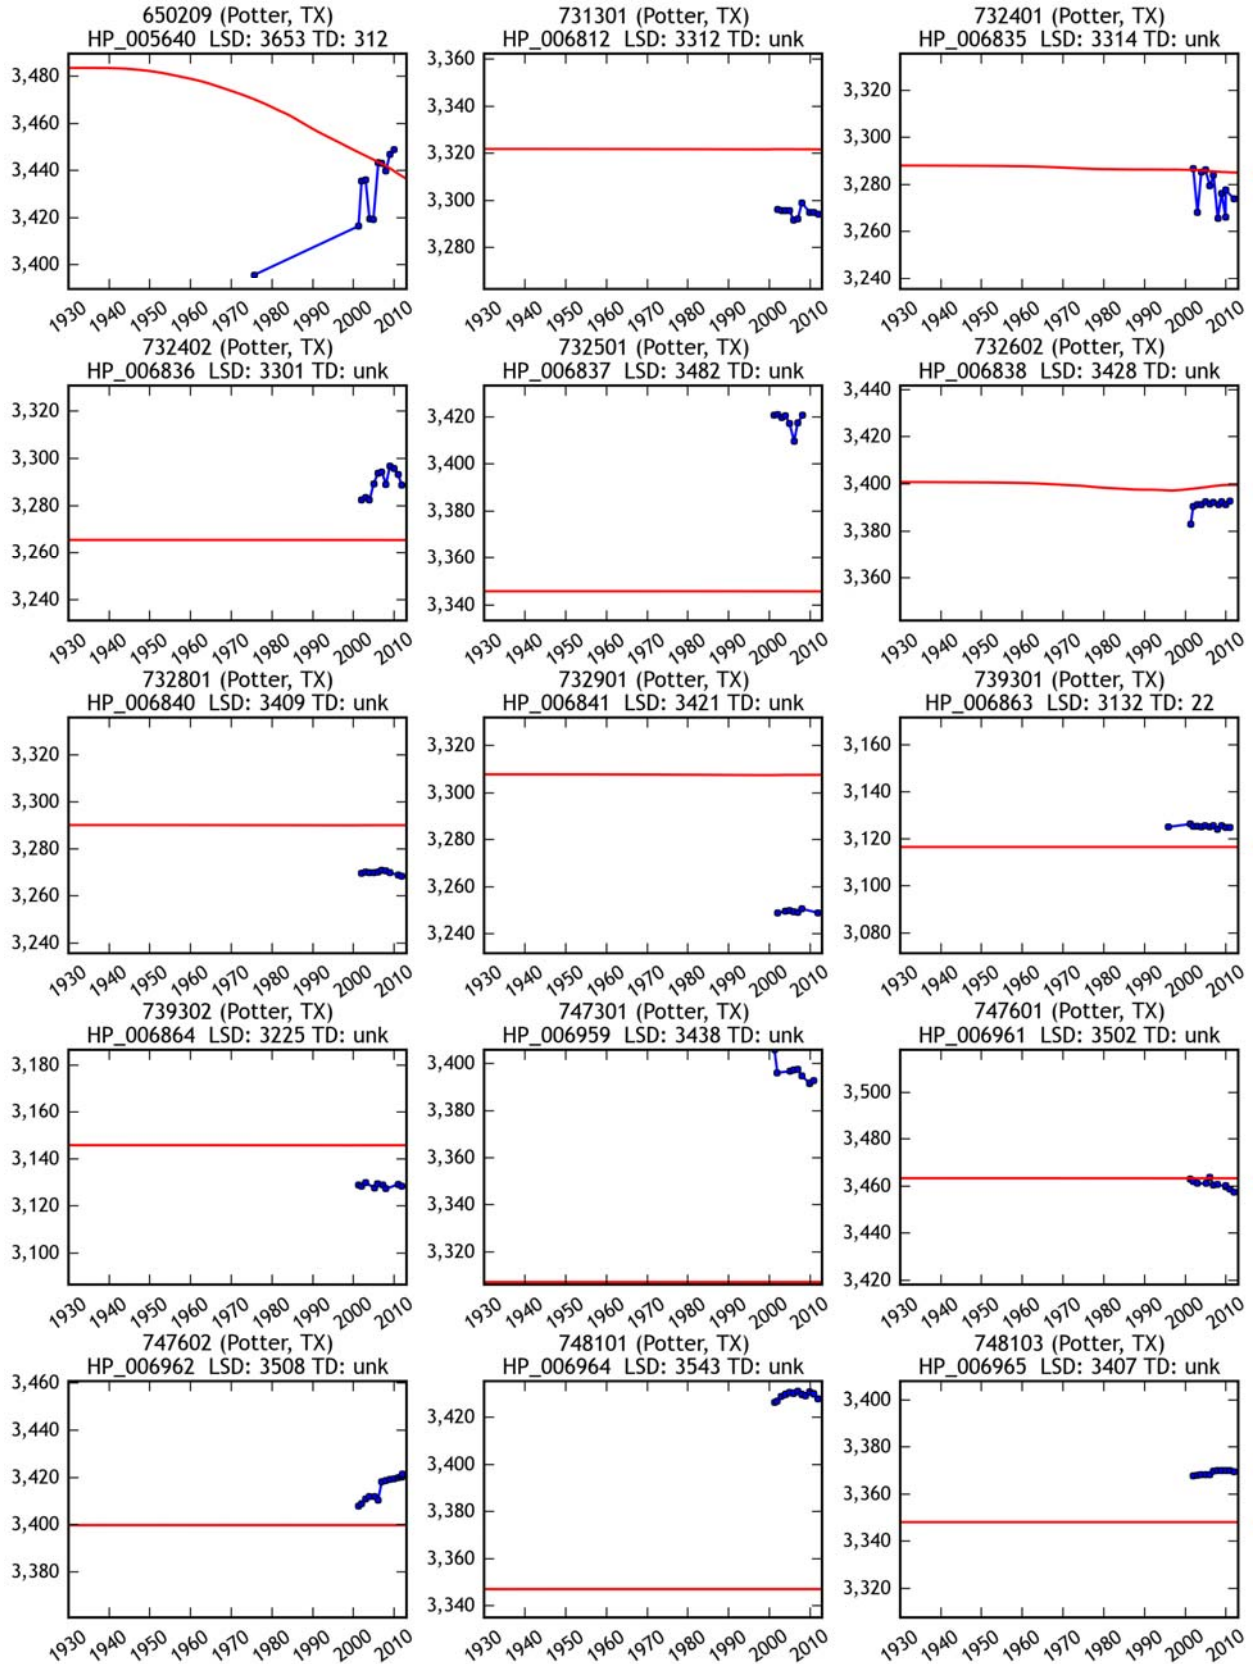 650209 (Potter, TX)
HP_005640 LSD: 3653 TD: 312
3,480
3,460
3,440
3,420
3,400
1930 1940 1950 1960 1970 1980 1990 2000 2010
731301 (Potter, TX)
HP_006812 LSD: 3312 TD: unk
3,360
3,340
3,320
3,300
3,280
1930 1940 1950 1960 1970 1980 1990 2000 2010
732401 (Potter, TX)
HP_006835 LSD: 3314 TD: unk
3,320
3,300
3,280
3,260
3,240
1930 1940 1950 1960 1970 1980 1990 2000 2010
732402 (Potter, TX)
HP_006836 LSD: 3301 TD: unk
3,320
3,300
3,280
3,260
3,240
1930 1940 1950 1960 1970 1980 1990 2000 2010
732501 (Potter, TX)
HP_006837 LSD: 3482 TD: unk
3,420
3,400
3,380
3,360
3,340
1930 1940 1950 1960 1970 1980 1990 2000 2010
732602 (Potter, TX)
HP_006838 LSD: 3428 TD: unk
3,440
3,420
3,400
3,380
3,360
1930 1940 1950 1960 1970 1980 1990 2000 2010
732801 (Potter, TX)
HP_006840 LSD: 3409 TD: unk
3,320
3,300
3,280
3,260
3,240
1930 1940 1950 1960 1970 1980 1990 2000 2010
732901 (Potter, TX)
HP_006841 LSD: 3421 TD: unk
3,320
3,300
3,280
3,260
3,240
1930 1940 1950 1960 1970 1980 1990 2000 2010
739301 (Potter, TX)
HP_006863 LSD: 3132 TD: 22
3,160
3,140
3,120
3,100
3,080
1930 1940 1950 1960 1970 1980 1990 2000 2010
739302 (Potter, TX)
HP_006864 LSD: 3225 TD: unk
3,180
3,160
3,140
3,120
3,100
1930 1940 1950 1960 1970 1980 1990 2000 2010
747301 (Potter, TX)
HP_006959 LSD: 3438 TD: unk
3,400
3,380
3,360
3,340
3,320
1930 1940 1950 1960 1970 1980 1990 2000 2010
747601 (Potter, TX)
HP_006961 LSD: 3502 TD: unk
3,500
3,480
3,460
3,440
3,420
1930 1940 1950 1960 1970 1980 1990 2000 2010
747602 (Potter, TX)
HP_006962 LSD: 3508 TD: unk
3,460
3,440
3,420
3,400
3,380
1930 1940 1950 1960 1970 1980 1990 2000 2010
748101 (Potter, TX)
HP_006964 LSD: 3543 TD: unk
3,420
3,400
3,380
3,360
3,340
1930 1940 1950 1960 1970 1980 1990 2000 2010
748103 (Potter, TX)
HP_006965 LSD: 3407 TD: unk
3,400
3,380
3,360
3,340
3,320
1930 1940 1950 1960 1970 1980 1990 2000 2010